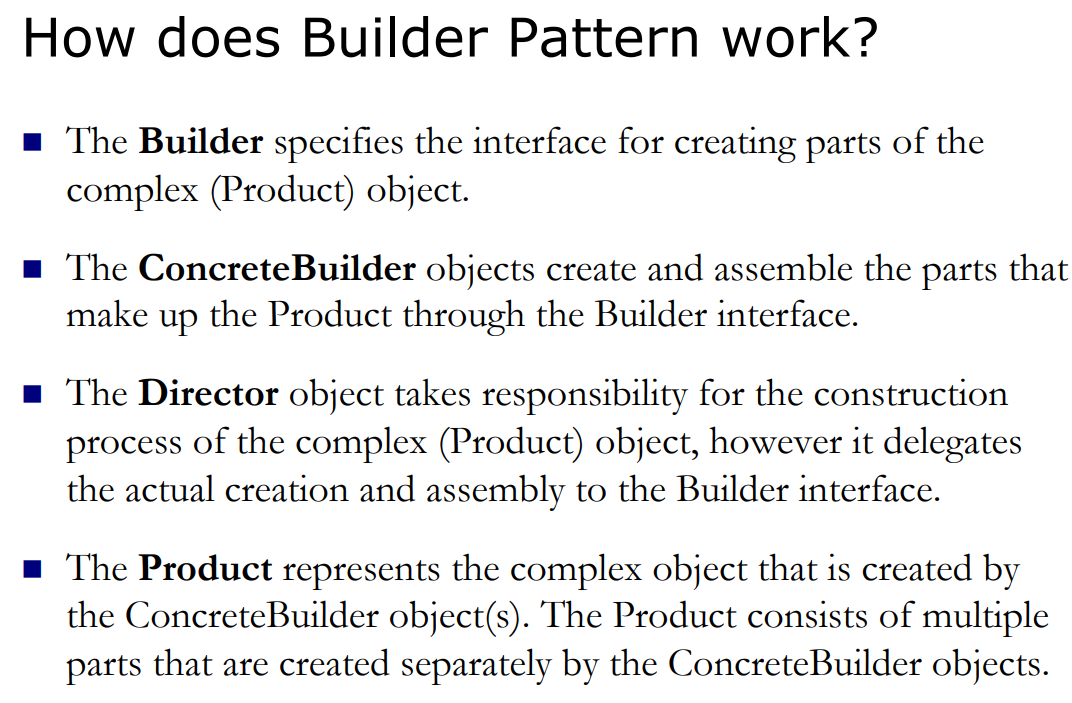 How does Builder Pattern work?
The Builder specifies the interface for creating parts of the
complex (Product) object.
The ConcreteBuilder objects create and assemble the parts that
make up the Product through the Builder interface.
The Director object takes responsibility for the construction
process of the complex (Product) object, however it delegates
the actual creation and assembly to the Builder interface.
The Product represents the complex object that is created by
the ConcreteBuilder object(s). The Product consists of multiple
parts that are created separately by the ConcreteBuilder objects.